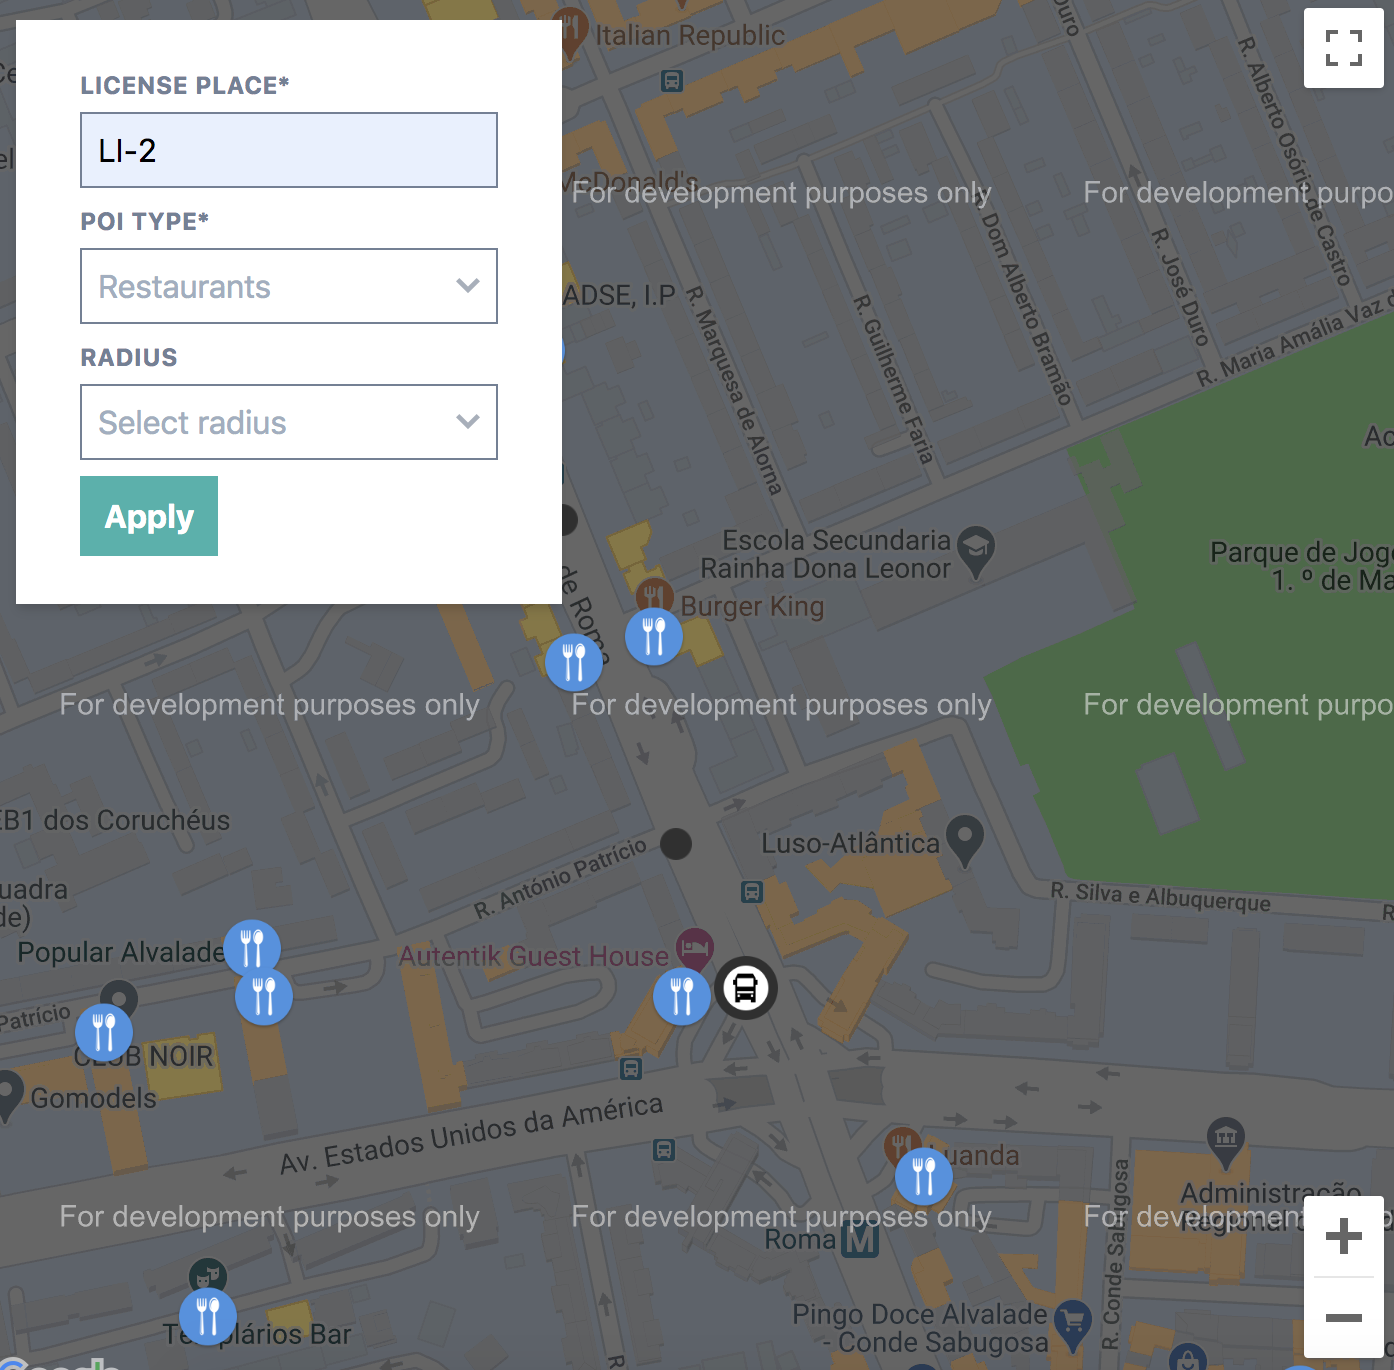 LICENSE PLACE*
LI-2
POI TYPE*
Restaurants
RADIUS
Select radius
Apply
Italian Republic
McDonald's
For development purposes only
For development purpo
R. Alberto Osório de Castro
R. José Duro
R. Dom Alberto Bramão
R. Guilherme Faria
R. Marquesa de Alorna
ADSE, I.P
R. Maria Amália Vaz d
Escola Secundaria
Rainha Dona Leonor
Parque de Jogo
1. º de Ma
de Roma
Burger King
For development purposes only
For development purposes only
For development purpo
EB1 dos Coruchéus
Luso-Atlântica
R. António Patrício
R. Silva e Albuquerque
uadra
de)
Popular Alvalade
Autentik Guest House
Patrício
CLUB NOIR
Gomodels
Av. Estados Unidos da América
Luanda
Administração
Regional
For development purposes only
For development purposes only
For development purpo
Roma
M
R. Conde Sabugosa
Templários Bar
Pingo Doce Alvalade
- Conde Sabugosa
Google